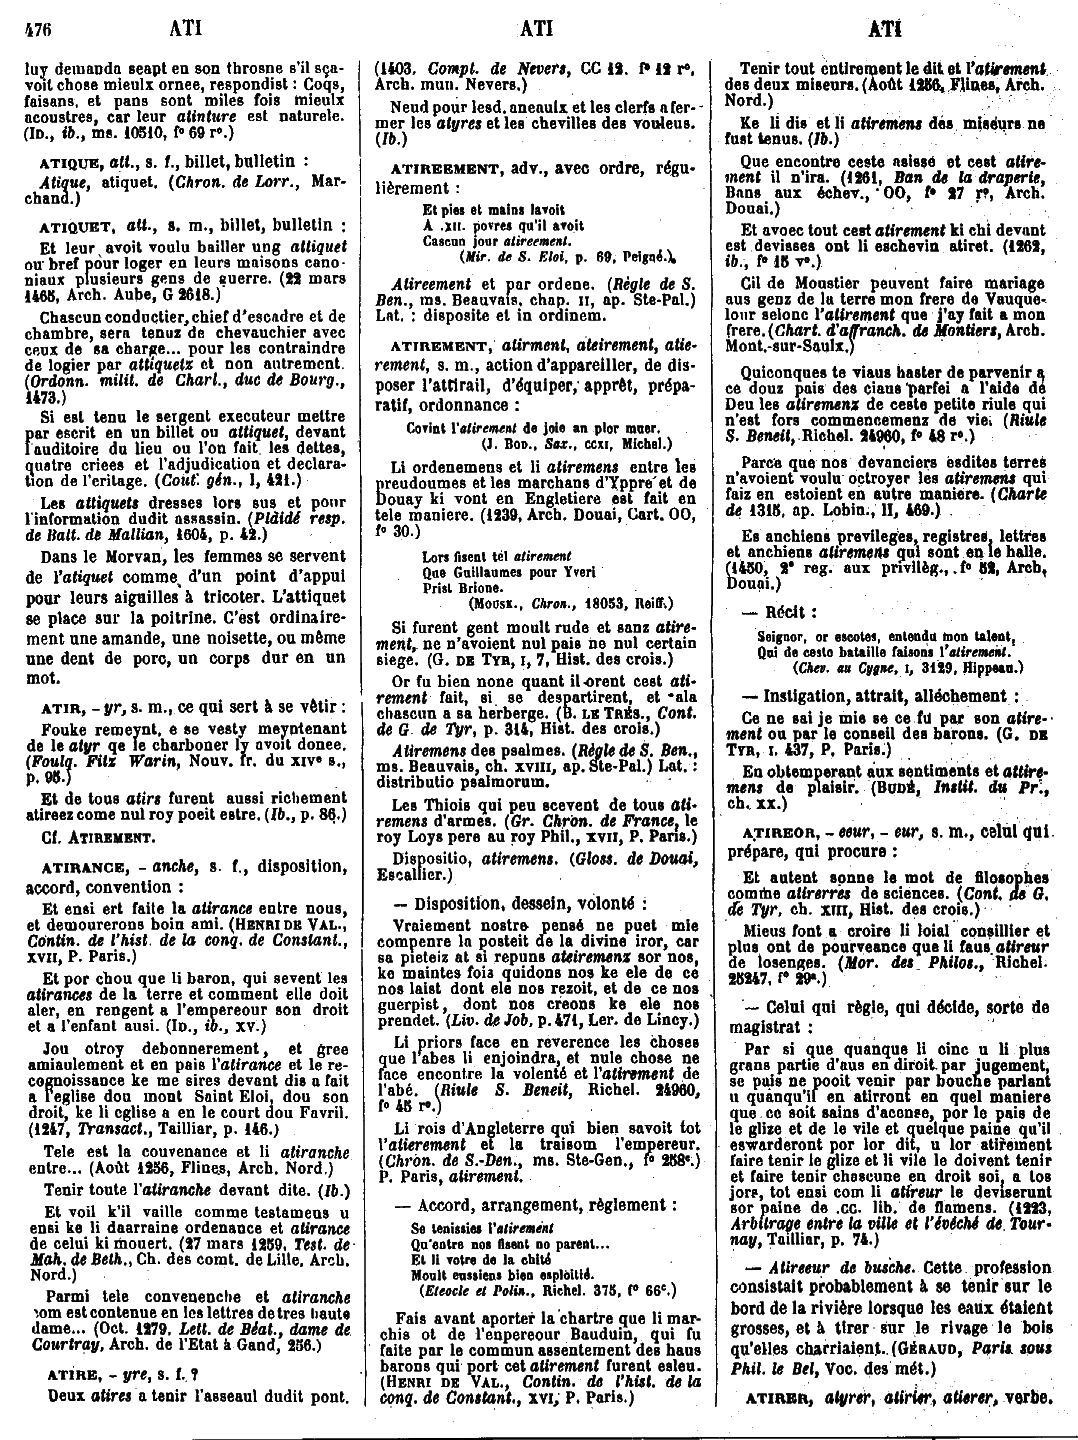 476 ATI ATI ATI
luy demanda seapt en son throsne s'il sça-
voit chose mieulx ornee, respondist : Coqs,
faisans, et pans sont miles fois mieulx
acoustres, car leur atinture est naturele.
(ID., ib., ms. 10510, f° 69 r°.)
ATIQUE, att., s. f., billet, bulletin :
Atique, atiquet. (Chron. de Lorr., Mar-
chand.)
ATIQUET, att., s. m., billet, bulletin :
Et leur avoit voulu bailler ung attiquet
ou bref pour loger en leurs maisons cano-
niaux plusieurs gens de guerre. (22 mars
1465, Arch. Aube, G 2618.)
Chascun conductier, chief d'escadre et de
chambre, sera tenuz de chevauchier avec
ceux de sa charge... pour les contraindre
de logier par attiquetz et non autrement.
(Ordonn. milit. de Charl., duc de Bourg.,
1473.)
Si est tenu le sergent executeur mettre
par escrit en un billet ou attiquet, devant
l'auditoire du lieu ou l'on fait les dettes,
quatre criees et l'adjudication et declara-
tion de l'eritage. (Cout. gén., I, 421.)
Les attiquets dresses lors sus et pour
l'information dudit assassin. (Plaidé resp.
de Balt. de Mallian, 1604, p. 42.)
Dans le Morvan, les femmes se servent
de l'atiquet comme d'un point d'appui
pour leurs aiguilles à tricoter. L'attiquet
se place sur la poitrine. C'est ordinaire-
ment une amande, une noisette, ou même
une dent de porc, un corps dur en un
mot.
ATIR, - yr, s. m., ce qui sert à se vêtir :
Fouke remeynt, e se vesty meyntenant
de le atyr qe le charboner ly avoit donee.
(Foulq. Fitz Warin, Nouv. fr. du XIV° s.,
p. 95.)
Et de tous atirs furent aussi richement
atireez come nul roy poeit estre. (Ib., p. 86.)
Cf. ATIREMENT.
ATIRANCE, - anche, s. f., disposition,
accord, convention :
Et ensi ert faite la atirance entre nous,
et demourerons boin ami. (HENRI DE VAL.,
Contin. de l'hist. de la conq. de Constant.,
XVII, P. Paris.)
Et por chou que li baron, qui sevent les
atirances de la terre et comment elle doit
aler, en rengent a l'empereour son droit
et a l'enfant ausi. (ID., ib., XV.)
Jou otroy debonnerement, et gree
amiaulement et en pais l'atirance et le re-
cognoissance ke me sires devant dis a fait
a l'eglise dou mont Saint Eloi, dou son
droit, ke li eglise a en le court dou Favril.
(1247, Transact., Tailliar, p. 146.)
Tele est la couvenance et li atiranche
entre... (Août 1256, Flines, Arch. Nord.)
Tenir toute l'atiranche devant dite. (Ib.)
Et voil k'il vaille comme testamens u
ensi ke li daarraine ordenance et atirance
de celui ki mouert. (27 mars 1259, Test. de
Mah. de Beth., Ch. des comt. de Lille, Arch.
Nord.)
Parmi tele convenenche et atiranche
com est contenue en les lettres de tres haute
dame... (Oct. 1279, Lett. de Béat., dame de
Courtray, Arch. de l'Etat à Gand, 256.)
ATIRE, - yre, s. f. ?
Deux atires a tenir l'asseaul dudit pont.
(1403, Compt. de Nevers, CC 12, f° 12 r°,
Arch. mun. Nevers.)
Neud pour lesd. aneaulx et les clerfs a fer-
mer les atyres et les chevilles des vouleus.
(Ib.)
ATIREEMENT, adv., avec ordre, régu-
lièrement :
Et pies et mains lavoit
A .XII. povres qu'il avoit
Cascun jour atireement.
(Mir. de S. Eloi, p. 69, Peigné.)
Atireement et par ordene. (Règle de S.
Ben., ms. Beauvais, chap. II, ap. Ste-Pal.)
Lat. : disposite et in ordinem.
ATIREMENT, atirment, ateirement, atie-
rement, s. m., action d'appareiller, de dis-
poser l'attirail, d'équiper, apprêt, prépa-
ratif, ordonnance :
Covint l'atirement de joie an plor muer.
(J. BOD., Sax., CCXI, Michel.)
Li ordenemens et li atiremens entre les
preudoumes et les marchans d'Yppre et de
Douay ki vont en Engletiere est fait en
tele maniere. (1239, Arch. Douai, Cart. OO,
f° 30.)
Lors fisent tel atirement
Que Guillaumes pour Yveri
Prist Brione.
(MOUSK., Chron., 18053, Reiff.)
Si furent gent moult rude et sanz atire-
ment, ne n'avoient nul pais ne nul certain
siege. (G. DE TYR, I, 7, Hist. des crois.)
Or fu bien none quant il orent cest ati-
rement fait, si se despartirent, et ala
chascun a sa herberge. (B. LE TRÉS., Cont.
de G. de Tyr, p. 314, Hist. des crois.)
Atiremens des psalmes. (Règle de S. Ben.,
ms. Beauvais, ch. XVIII, ap. Ste-Pal.) Lat. :
distributio psalmorum.
Les Thiois qui peu scevent de tous ati-
remens d'armes. (Gr. Chron. de France, le
roy Loys pere au roy Phil., XVII, P. Paris.)
Dispositio, atiremens. (Gloss. de Douai,
Escallier.)
— Disposition, dessein, volonté :
Vraiement nostre pensé ne puet mie
compenre la posteit de la divine iror, car
sa pieteiz at si repuns ateiremenz sor nos,
ke maintes fois quidons nos ke ele de ce
nos laist dont ele nos rezoit, et de ce nos
guerpist, dont nos creons ke ele nos
prendet. (Liv. de Job, p. 471, Ler. de Lincy.)
Li priors face en reverence les choses
que l'abes li enjoindra, et nule chose ne
face encontre la volenté et l'atirement de
l'abé. (Riule S. Beneit, Richel. 24960,
f° 45 r°.)
Li rois d'Angleterre qui bien savoit tot
l'atierement et la traisom l'empereur.
(Chron. de S.-Den., ms. Ste-Gen., f° 258c.)
P. Paris, atirement.
— Accord, arrangement, règlement :
Se tenissies l'atirement
Qu'entre nos fisent no parent...
Et li votre de la chité
Moult eussiens bien esploitié.
(Eteocle et Polin., Richel. 375, f° 66c.)
Fais avant aporter la chartre que li mar-
chis ot de l'enpereour Bauduin, qui fu
faite par le commun assentement des haus
barons qui port cet atirement furent esleu.
(HENRI DE VAL., Contin. de l'hist. de la
conq. de Constant., XVI, P. Paris.)
Tenir tout entirement le dit et l'atirement
des deux miseurs. (Août 1256, Flines, Arch.
Nord.)
Ke li dis et li atiremens des miseurs ne
fust tenus. (Ib.)
Que encontre ceste asisse et cest atire-
ment il n'ira. (1261, Ban de la draperie,
Bans aux échev., OO, f° 27 r°, Arch.
Douai.)
Et avoec tout cest atirement ki chi devant
est devisses ont li eschevin atiret. (1262,
ib., f° 15 v°.)
Cil de Moustier peuvent faire mariage
aus genz de la terre mon frere de Vauque-
lour selonc l'atirement que j'ay fait a mon
frere. (Chart. d'affranch. de Montiers, Arch.
Mont.-sur-Saulx.)
Quiconques te viaus haster de parvenir a
ce douz pais des ciaus parfei a l'aide de
Deu les atiremenz de ceste petite riule qui
n'est fors commencemenz de vie. (Riule
S. Beneit, Richel. 24960, f° 48 r°.)
Parce que nos devanciers esdites terres
n'avoient voulu octroyer les atiremens qui
faiz en estoient en autre maniere. (Charte
de 1315, ap. Lobin., II, 469.)
Es anchiens previleges, registres, lettres
et anchiens atiremens qui sont en le halle.
(1450, 2° reg. aux privilèg., f° 52, Arch.
Douai.)
— Récit :
Seignor, or escotes, entendu mon talent,
Qui de ceste bataille faisons l'atirement.
(Chev. au Cygne, I, 3129, Hippeau.)
— Instigation, attrait, alléchement :
Ce ne sai je mie se ce fu par son atire-
ment ou par le conseil des barons. (G. DE
TYR, I. 437, P. Paris.)
En obtemperant aux sentiments et attire-
mens de plaisir. (BUDÉ, Instit. du Pr.,
ch. XX.)
ATIREOR, - eeur, - eur, s. m., celui qui
prépare, qui procure :
Et autent sonne le mot de filosophes
comme atirerres de sciences. (Cont. de G.
de Tyr, ch. XIII, Hist. des crois.)
Mieus font a croire li loial consillier et
plus ont de pourveance que li faus atireur
de losenges. (Mor. des Philos., Richel.
25247, f° 29a.)
— Celui qui règle, qui décide, sorte de
magistrat :
Par si que quanque li cinc u li plus
grans partie d'aus en diroit par jugement,
se puis ne pooit venir par bouche parlant
u quanqu'il en atirront en quel maniere
que ce soit sains d'acense, por le pais de
le glize et de le vile et quelque paine qu'il
eswarderont por lor dit, u lor atirement
faire tenir le glize et li vile le doivent tenir
et faire tenir chascune en droit soi, a tos
jors, tot ensi com li atireur le deviserunt
sor paine de .CC. lib. de flamens. (1223,
Arbitrage entre la ville et l'évêché de Tour-
nay, Tailliar, p. 74.)
— Atireeur de busche. Cette profession
consistait probablement à se tenir sur le
bord de la rivière lorsque les eaux étaient
grosses, et à tirer sur le rivage le bois
qu'elles charriaient. (GÉRAUD, Paris sous
Phil. le Bel, Voc. des mét.)
ATIRER, atyrer, atirier, atierer, verbe.